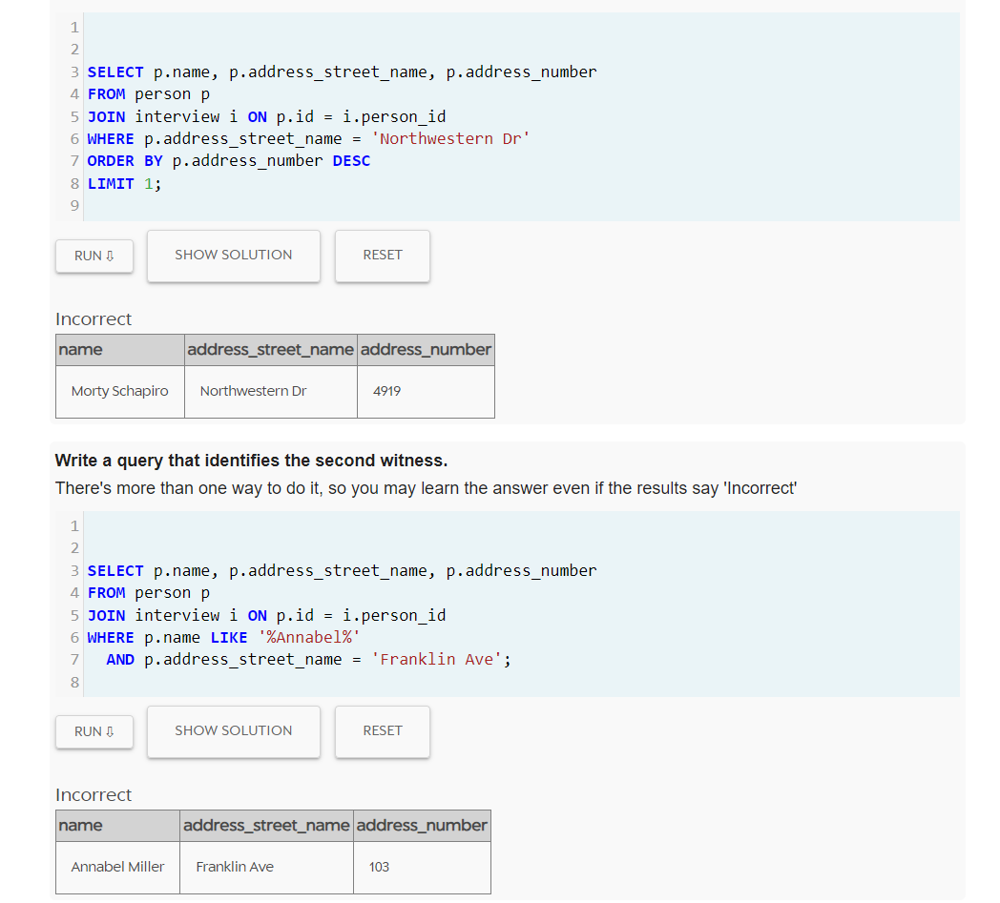 1
2
3 SELECT p.name, p.address_street_name, p.address_number
4 FROM person p
5 JOIN interview i ON p.id = i.person_id
6 WHERE p.address_street_name = 'Northwestern Dr'
7 ORDER BY p.address_number DESC
8 LIMIT 1;
9
RUN ⇩ SHOW SOLUTION RESET
Incorrect
name address_street_name address_number
Morty Schapiro Northwestern Dr 4919
Write a query that identifies the second witness.
There's more than one way to do it, so you may learn the answer even if the results say 'Incorrect'
1
2
3 SELECT p.name, p.address_street_name, p.address_number
4 FROM person p
5 JOIN interview i ON p.id = i.person_id
6 WHERE p.name LIKE '%Annabel%'
7 AND p.address_street_name = 'Franklin Ave';
8
RUN ⇩ SHOW SOLUTION RESET
Incorrect
name address_street_name address_number
Annabel Miller Franklin Ave 103